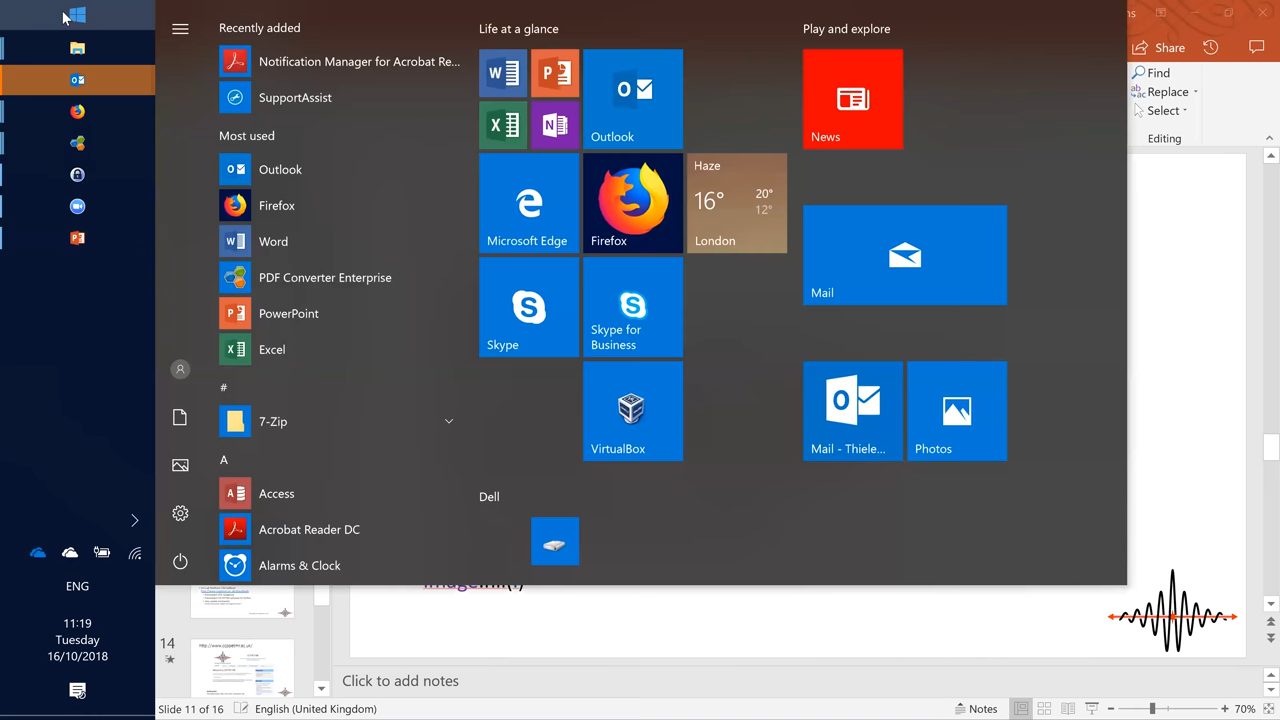 Recently added
Notification Manager for Acrobat Re...
SupportAssist
Most used
Outlook
Firefox
Word
PDF Converter Enterprise
PowerPoint
Excel
#
7-Zip
A
Access
Acrobat Reader DC
Alarms & Clock
Life at a glance
Outlook
Microsoft Edge
Firefox
Haze
16°
20°
12°
London
Skype
Skype for
Business
VirtualBox
Dell
Play and explore
News
Mail
Mail - Thiele...
Photos
Share
Find
Replace
Select
Editing
ENG
11:19
Tuesday
16/10/2018
14
Click to add notes
Slide 11 of 16
English (United Kingdom)
Notes
70%